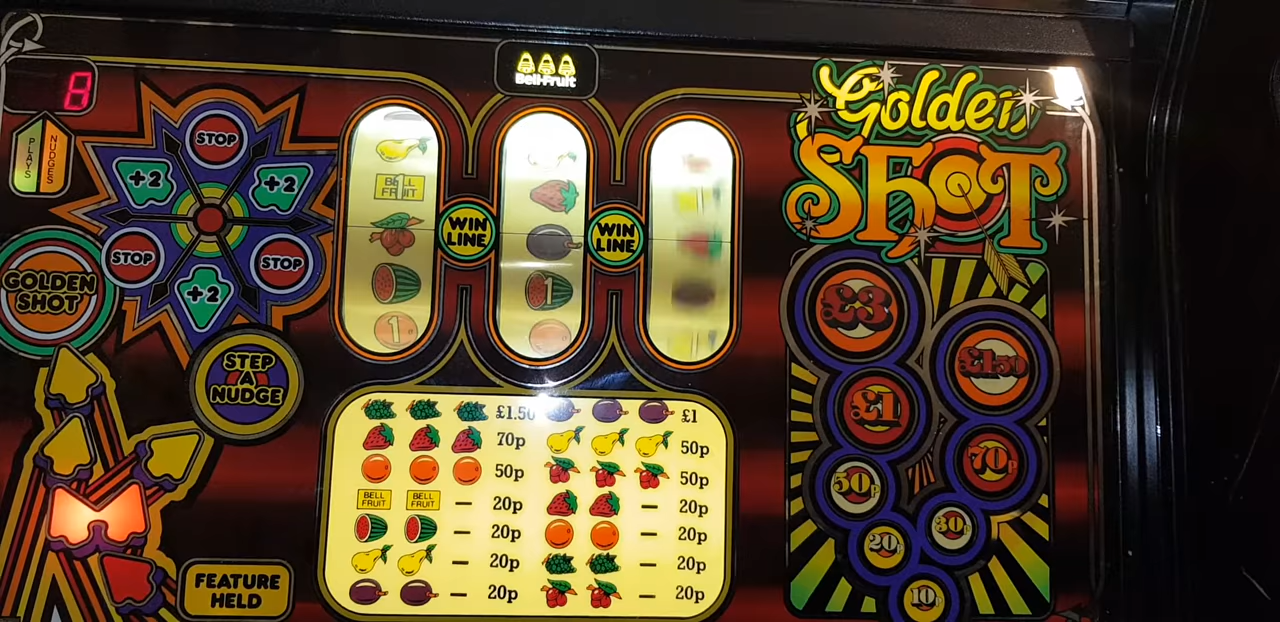 8
PLAYS
NUDGES
STOP
+2
+2
STOP
STOP
+2
GOLDEN
SHOT
STEP
A
NUDGE
FEATURE
HELD
Bell-Fruit
BELL
FRUIT
1
1
WIN
LINE
WIN
LINE
£1.50
£1
70p
50p
50p
50p
BELL
FRUIT
BELL
FRUIT
—
20p
— 20p
— 20p
— 20p
— 20p
— 20p
— 20p
— 20p
Golden
SHOT
£3
£1.50
£1
70p
50p
30p
20p
10p